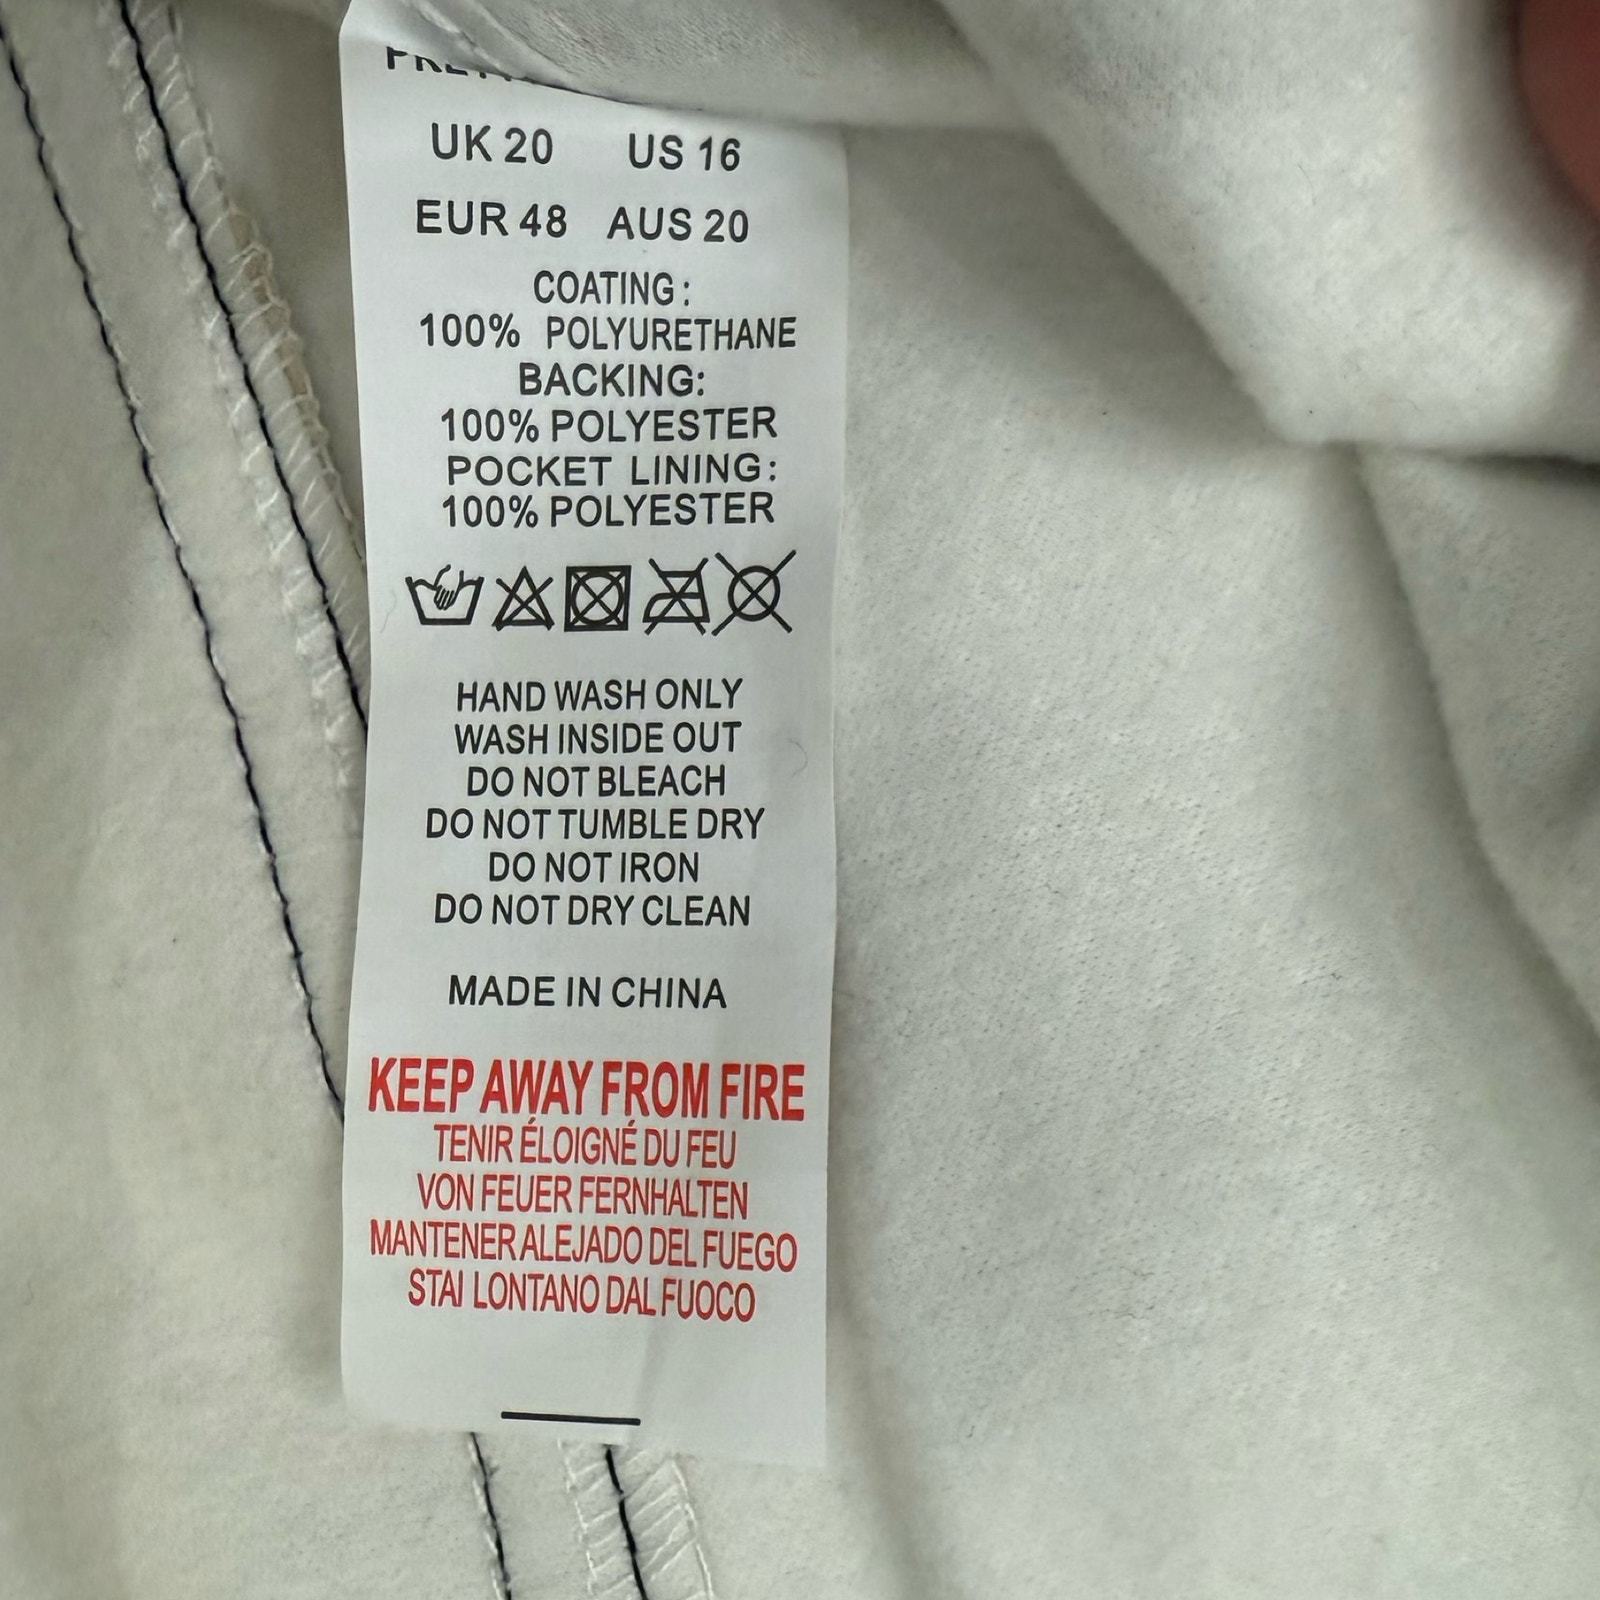 UK 20 US 16
EUR 48 AUS 20
COATING:
100% POLYURETHANE
BACKING:
100% POLYESTER
POCKET LINING:
100% POLYESTER
HAND WASH ONLY
WASH INSIDE OUT
DO NOT BLEACH
DO NOT TUMBLE DRY
DO NOT IRON
DO NOT DRY CLEAN
MADE IN CHINA
KEEP AWAY FROM FIRE
TENIR ÉLOIGNÉ DU FEU
VON FEUER FERNHALTEN
MANTENER ALEJADO DEL FUEGO
STAI LONTANO DAL FUOCO